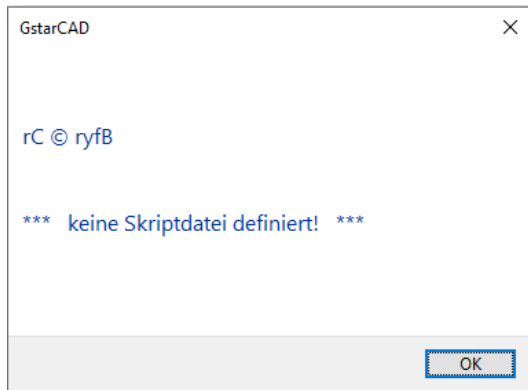 GstarCAD
rC © ryfB
*** keine Skriptdatei definiert! ***
OK